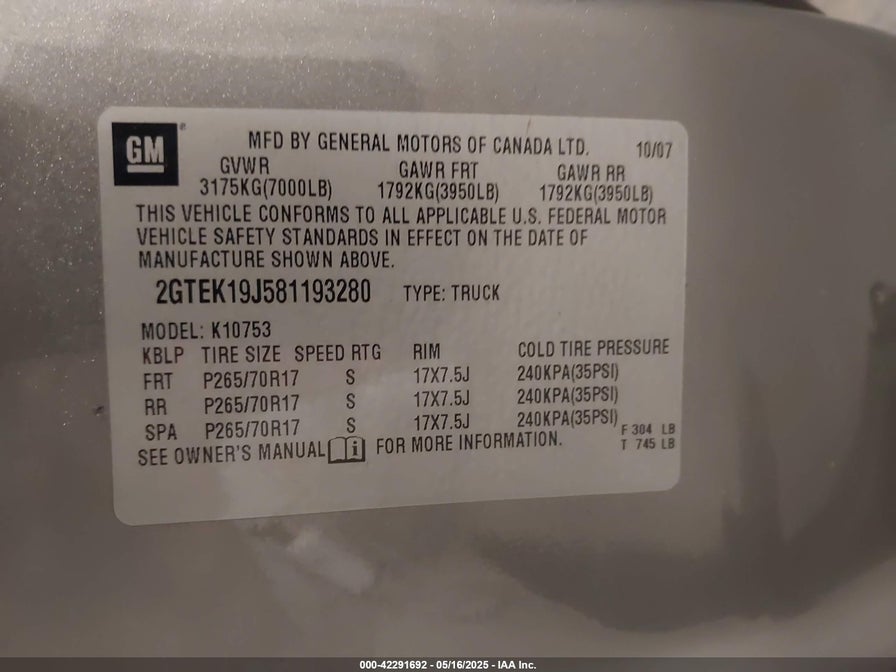 GM®
MFD BY GENERAL MOTORS OF CANADA LTD. 10/07
GVWR GAWR FRT GAWR RR
3175KG(7000LB) 1792KG(3950LB) 1792KG(3950LB)
THIS VEHICLE CONFORMS TO ALL APPLICABLE U.S. FEDERAL MOTOR
VEHICLE SAFETY STANDARDS IN EFFECT ON THE DATE OF
MANUFACTURE SHOWN ABOVE.
2GTEK19J581193280 TYPE: TRUCK
MODEL: K10753
KBLP TIRE SIZE SPEED RTG RIM COLD TIRE PRESSURE
FRT P265/70R17 S 17X7.5J 240KPA(35PSI)
RR P265/70R17 S 17X7.5J 240KPA(35PSI)
SPA P265/70R17 S 17X7.5J 240KPA(35PSI)
F 304 LB
T 745 LB
SEE OWNER'S MANUAL i FOR MORE INFORMATION.
000-42291692 - 05/16/2025 - IAA Inc.